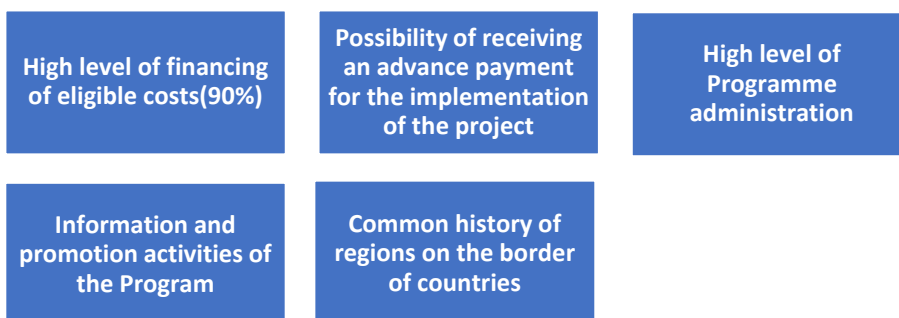 High level of financing
of eligible costs(90%)
Possibility of receiving
an advance payment
for the implementation
of the project
High level of
Programme
administration
Information and
promotion activities of
the Program
Common history of
regions on the border
of countries